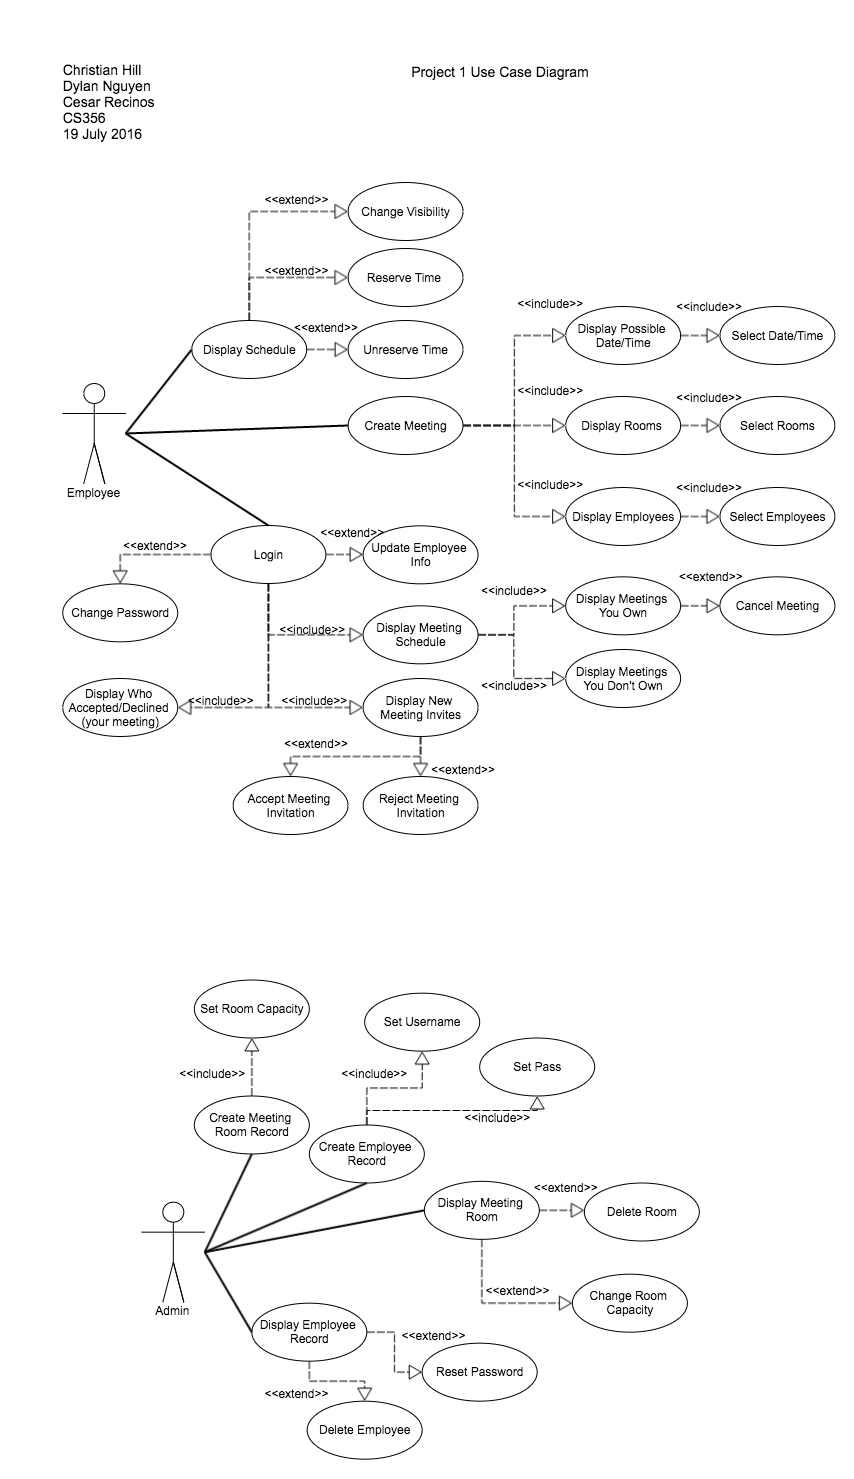 Christian Hill
Dylan Nguyen
Cesar Recinos
CS356
19 July 2016
Project 1 Use Case Diagram
<<extend>>
Change Visibility
<<extend>>
Reserve Time
<<extend>>
Display Schedule
Unreserve Time
<<include>>
<<include>>
Display Possible
Date/Time
Select Date/Time
<<include>>
<<include>>
Create Meeting
Display Rooms
Select Rooms
<<include>>
<<include>>
Display Employees
Select Employees
Employee
<<extend>>
<<extend>>
Login
Update Employee
Info
Change Password
<<include>>
<<extend>>
Display Meetings
You Own
Cancel Meeting
<<include>>
Display Meeting
Schedule
<<include>>
Display Meetings
You Don't Own
Display Who
Accepted/Declined
(your meeting)
<<include>>
<<include>>
Display New
Meeting Invites
<<extend>>
<<extend>>
Accept Meeting
Invitation
Reject Meeting
Invitation
Set Room Capacity
Set Username
<<include>>
<<include>>
Set Pass
<<include>>
Create Meeting
Room Record
Create Employee
Record
<<extend>>
Display Meeting
Room
Delete Room
<<extend>>
Change Room
Capacity
Admin
Display Employee
Record
<<extend>>
Reset Password
<<extend>>
Delete Employee